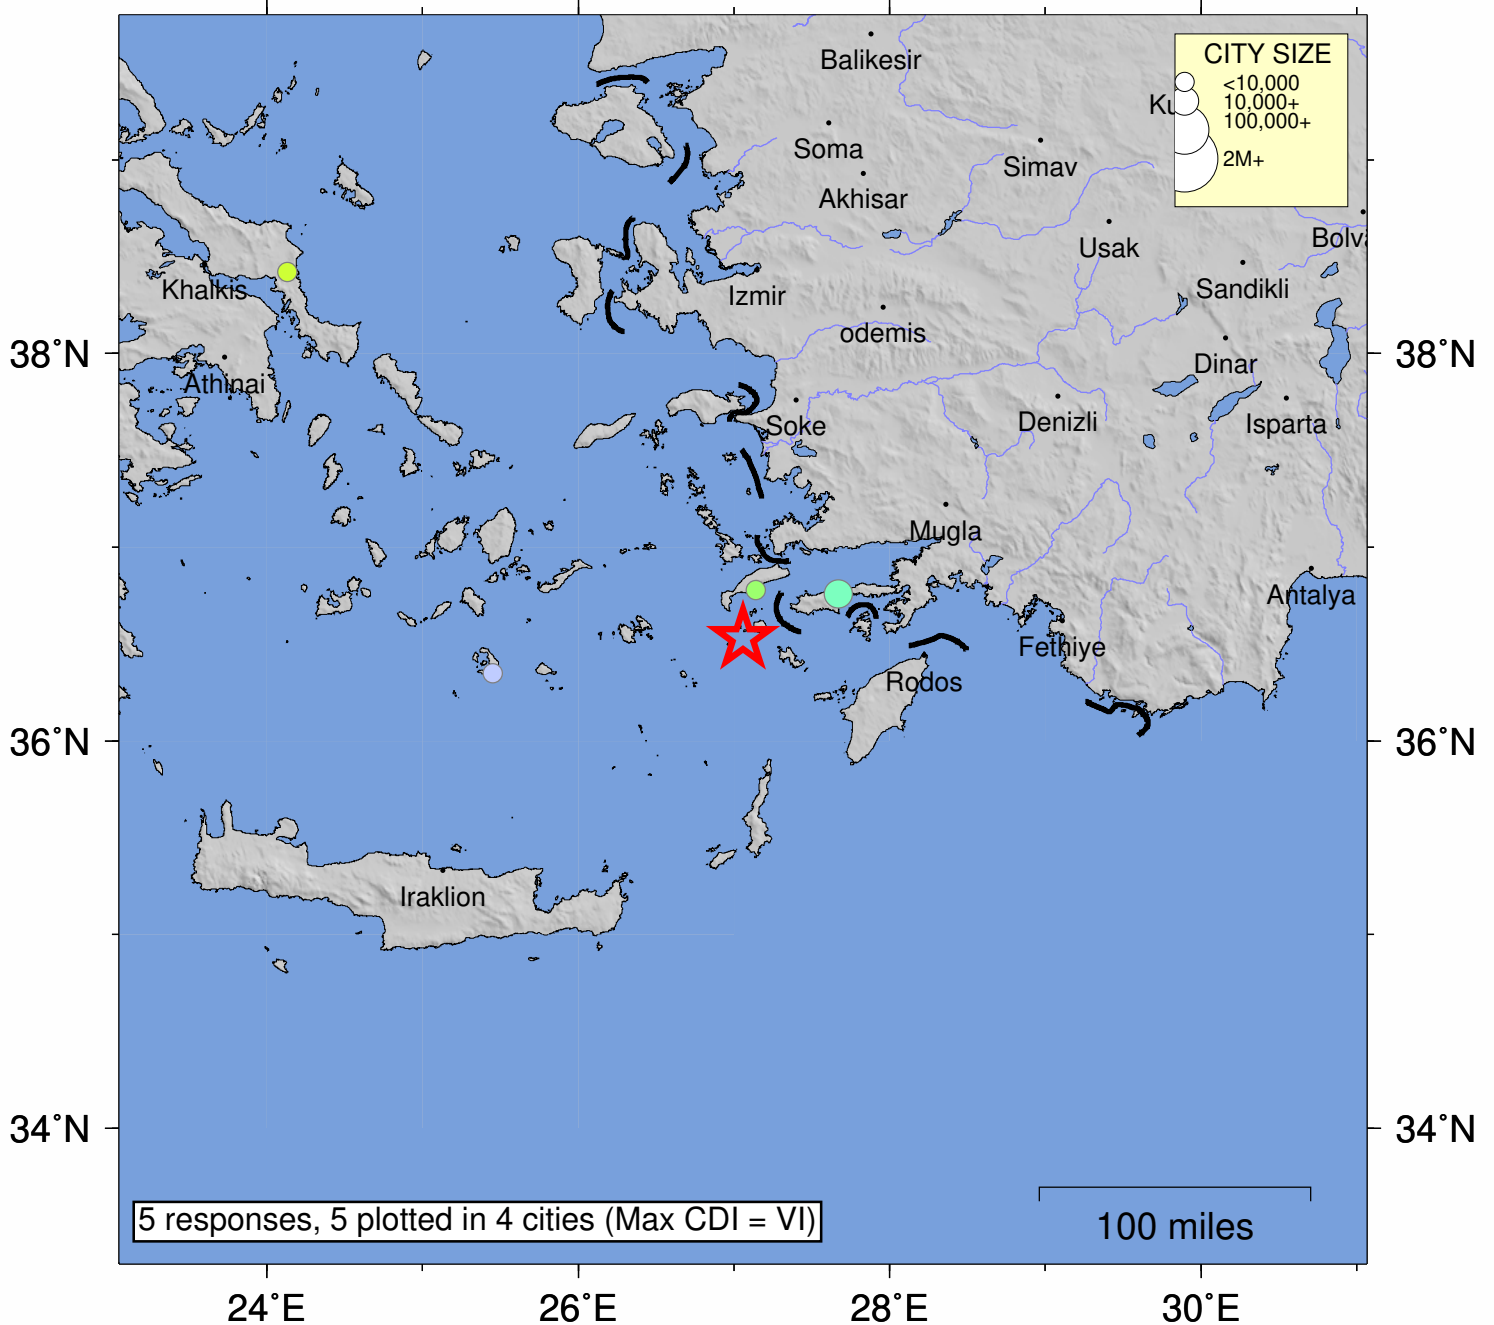 CITY SIZE
<10,000
10,000+
100,000+
2M+
Balikesir
Ku
Soma
Simav
Akhisar
Usak
Bolva
Khalkis
Izmir
Sandikli
odemis
38°N
38°N
Dinar
Athinai
Soke
Denizli
Isparta
Mugla
Antalya
Fethiye
Rodos
36°N
36°N
Iraklion
34°N
34°N
5 responses, 5 plotted in 4 cities (Max CDI = VI)
100 miles
24°E
26°E
28°E
30°E